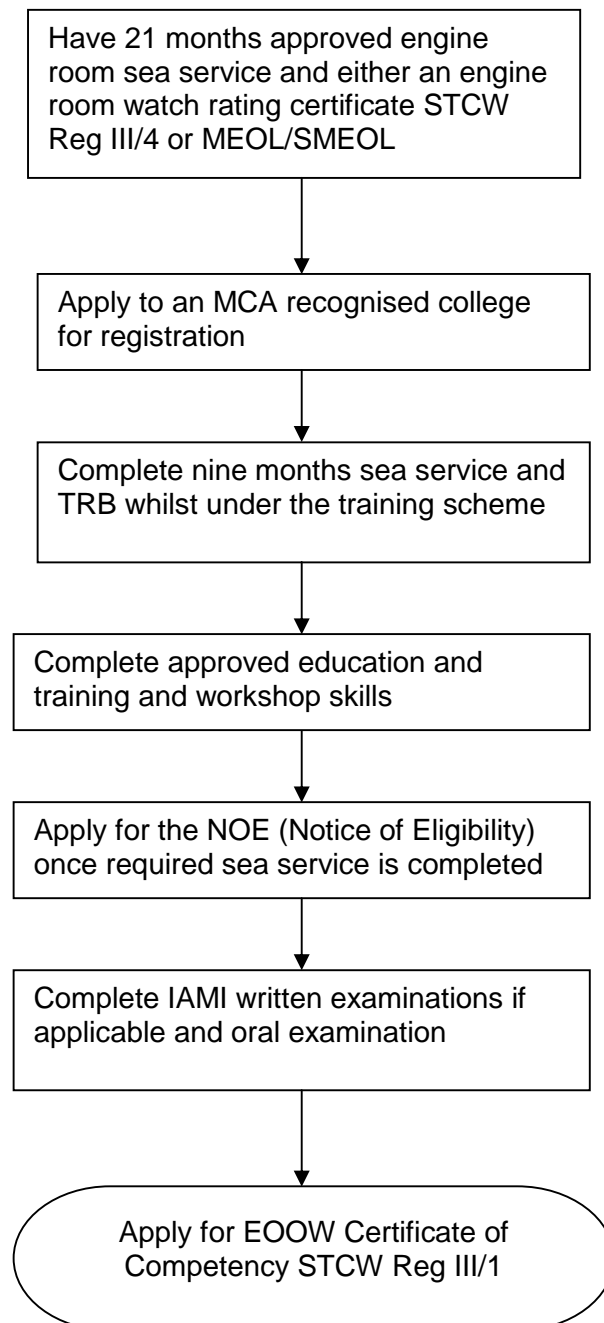 Have 21 months approved engine
room sea service and either an engine
room watch rating certificate STCW
Reg III/4 or MEOL/SMEOL
Apply to an MCA recognised college
for registration
Complete nine months sea service and
TRB whilst under the training scheme
Complete approved education and
training and workshop skills
Apply for the NOE (Notice of Eligibility)
once required sea service is completed
Complete IAMI written examinations if
applicable and oral examination
Apply for EOOW Certificate of
Competency STCW Reg III/1